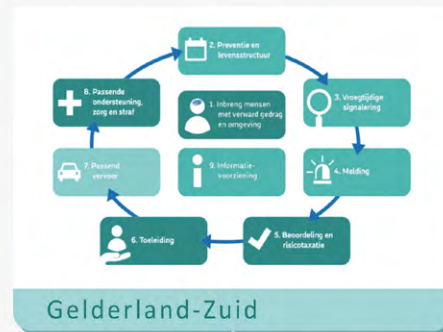 2. Preventie en
levensstructuur
8. Passende
ondersteuning,
zorg en straf
1. Inbreng mensen
met verward gedrag
en omgeving
3. Vroegtijdige
signalering
7. Passend
vervoer
9. Informatie-
voorziening
4. Melding
6. Toeleiding
5. Beoordeling en
risicotaxatie
Gelderland-Zuid